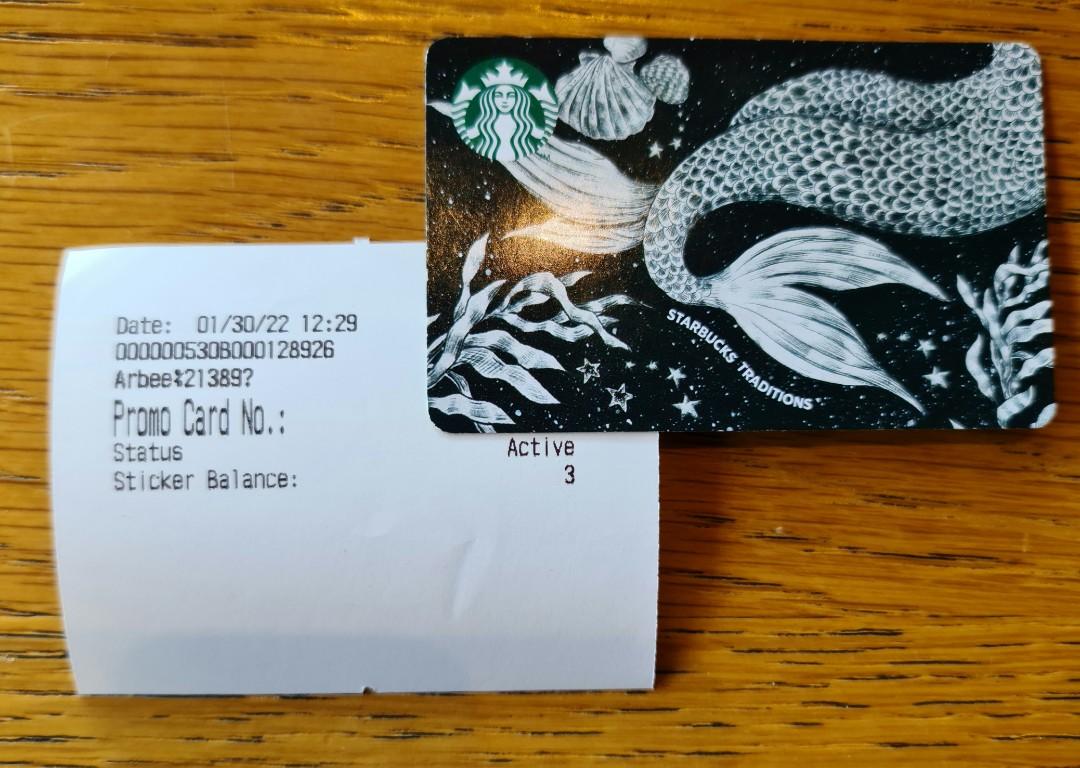 Date: 01/30/22 12:29
000000530B000128926
Arbee%21389?
Promo Card No.:
Status Active
Sticker Balance: 3
STARBUCKS TRADITIONS